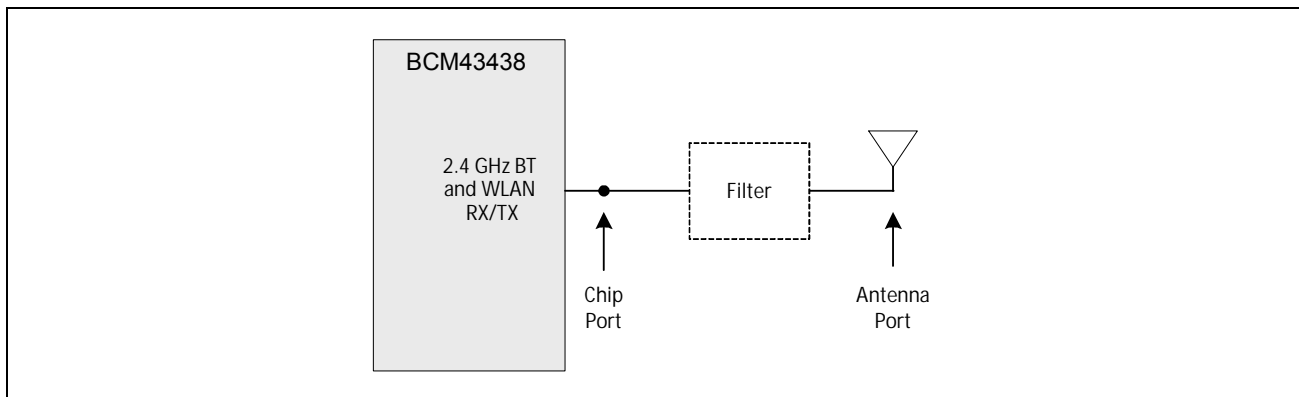 BCM43438
2.4 GHz BT
and WLAN
RX/TX
Filter
Chip
Port
Antenna
Port